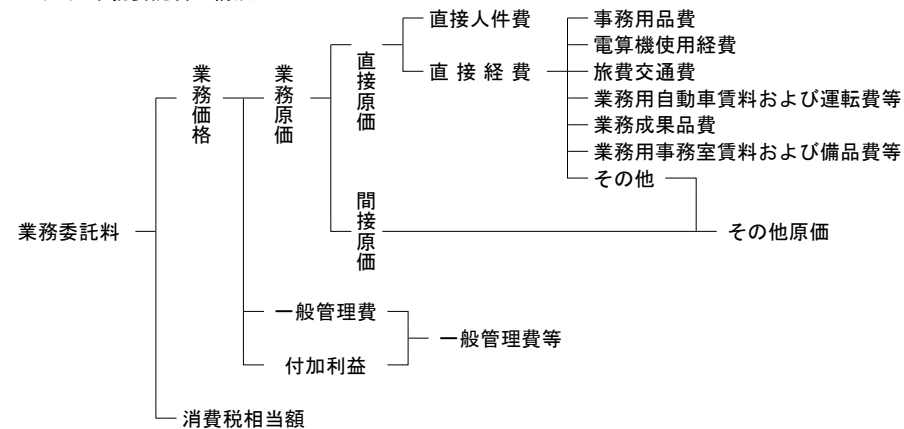 直接人件費
事務用品費
電算機使用経費
直接経費
旅費交通費
業務用自動車賃料および運転費等
業務成果品費
業務用事務室賃料および備品費等
その他
直接原価
業務価格
業務原価
間接原価
業務委託料
その他原価
一般管理費
一般管理費等
付加利益
消費税相当額